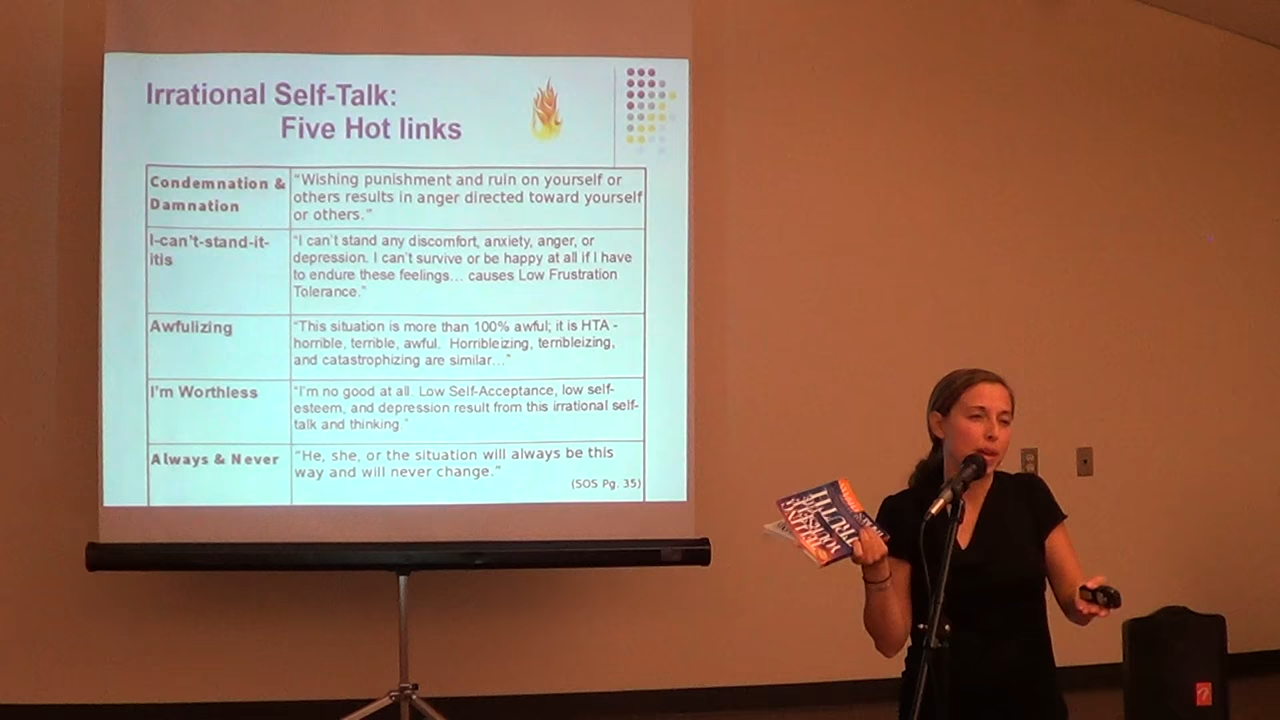 Irrational Self-Talk:
Five Hot links
Condemnation &
Damnation
"Wishing punishment and ruin on yourself or
others results in anger directed toward yourself
or others."
I-can't-stand-it-
itis
"I can't stand any discomfort, anxiety, anger, or
depression. I can't survive or be happy at all if I have
to endure these feelings... causes Low Frustration
Tolerance."
Awfulizing
"This situation is more than 100% awful; it is HTA -
horrible, terrible, awful. Horribleizing, terribleizing,
and catastrophizing are similar..."
I'm Worthless
"I'm no good at all. Low Self-Acceptance, low self-
esteem, and depression result from this irrational self-
talk and thinking."
Always & Never
"He, she, or the situation will always be this
way and will never change."
(SOS Pg. 35)
TELLING
YOURSELF
THE
TRUTH